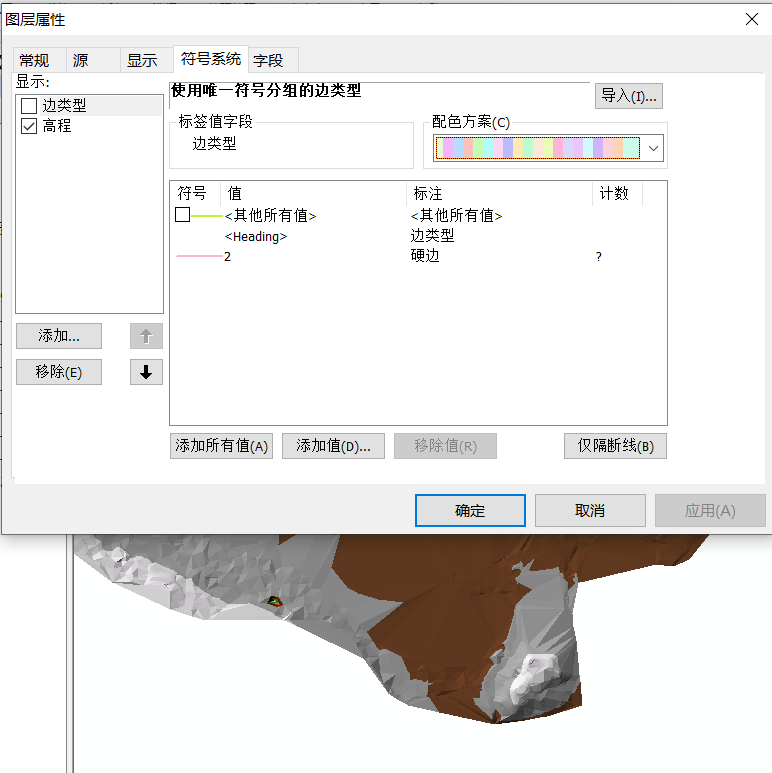 图层属性
常规 源 显示 符号系统 字段
显示:
边类型
高程
添加...
移除(E)
使用唯一符号分组的边类型
导入(I)...
标签值字段
边类型
配色方案(C)
符号 值 标注 计数
<其他所有值> <其他所有值>
<Heading> 边类型
2 硬边 ?
添加所有值(A) 添加值(D)... 移除值(R) 仅隔断线(B)
确定 取消 应用(A)